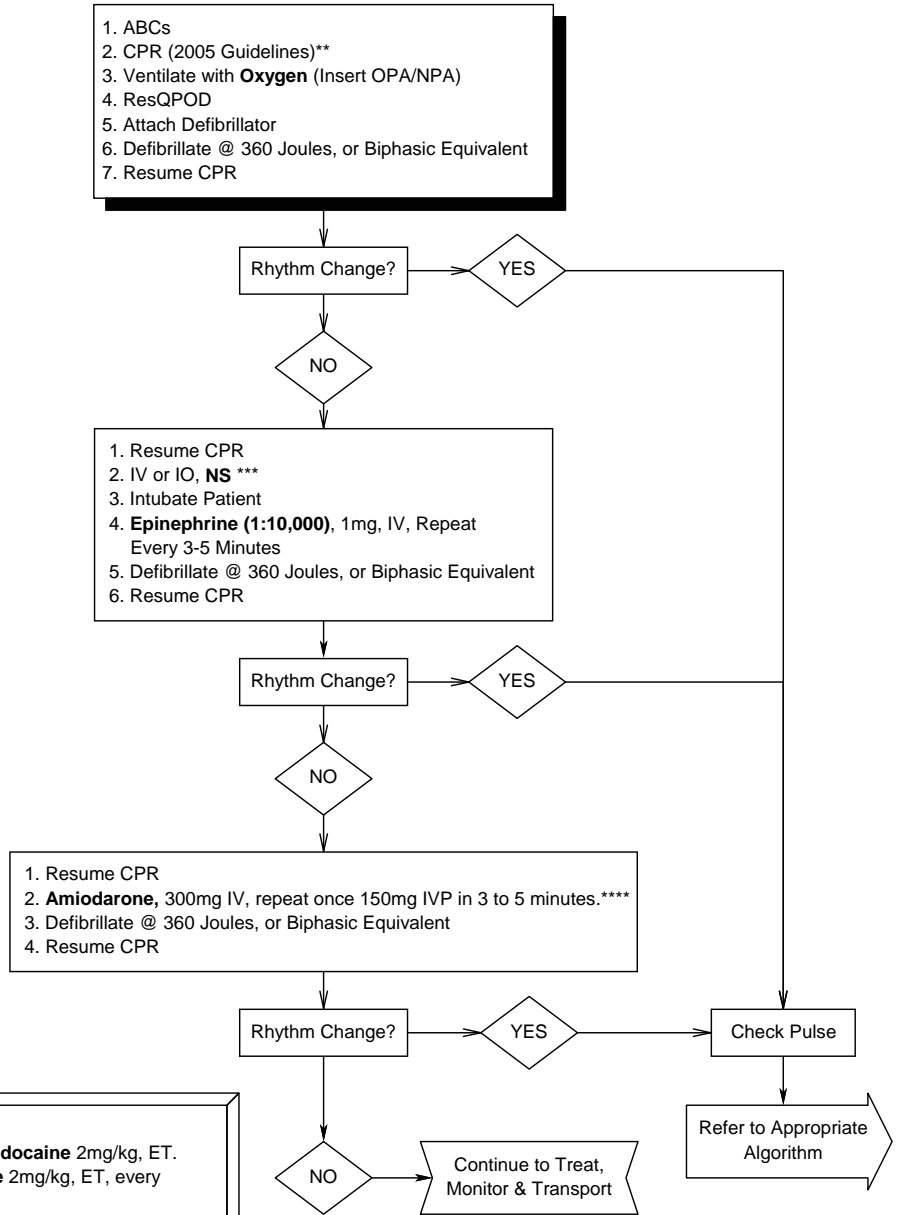 1. ABCs
2. CPR (2005 Guidelines)**
3. Ventilate with Oxygen (Insert OPA/NPA)
4. ResQPOD
5. Attach Defibrillator
6. Defibrillate @ 360 Joules, or Biphasic Equivalent
7. Resume CPR
Rhythm Change?
YES
NO
1. Resume CPR
2. IV or IO, NS ***
3. Intubate Patient
4. Epinephrine (1:10,000), 1mg, IV, Repeat
Every 3-5 Minutes
5. Defibrillate @ 360 Joules, or Biphasic Equivalent
6. Resume CPR
Rhythm Change?
YES
NO
1. Resume CPR
2. Amiodarone, 300mg IV, repeat once 150mg IVP in 3 to 5 minutes.****
3. Defibrillate @ 360 Joules, or Biphasic Equivalent
4. Resume CPR
Rhythm Change?
YES
Check Pulse
Refer to Appropriate
Algorithm
docaine 2mg/kg, ET.
e 2mg/kg, ET, every
NO
Continue to Treat,
Monitor & Transport